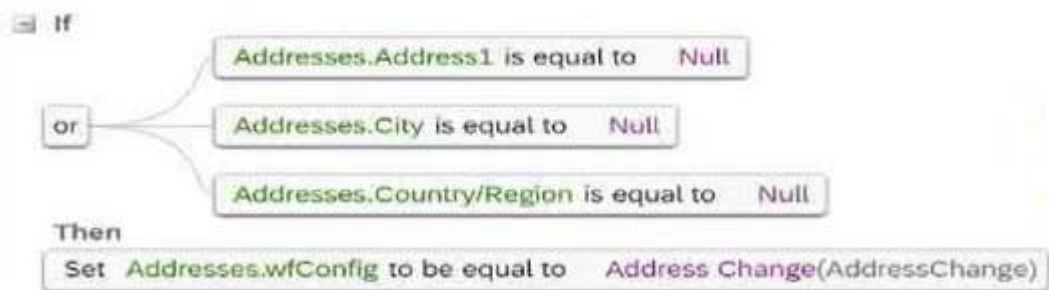 If
Addresses.Address1 is equal to Null
or
Addresses.City is equal to Null
Addresses.Country/Region is equal to Null
Then
Set Addresses.wfConfig to be equal to Address Change(AddressChange)